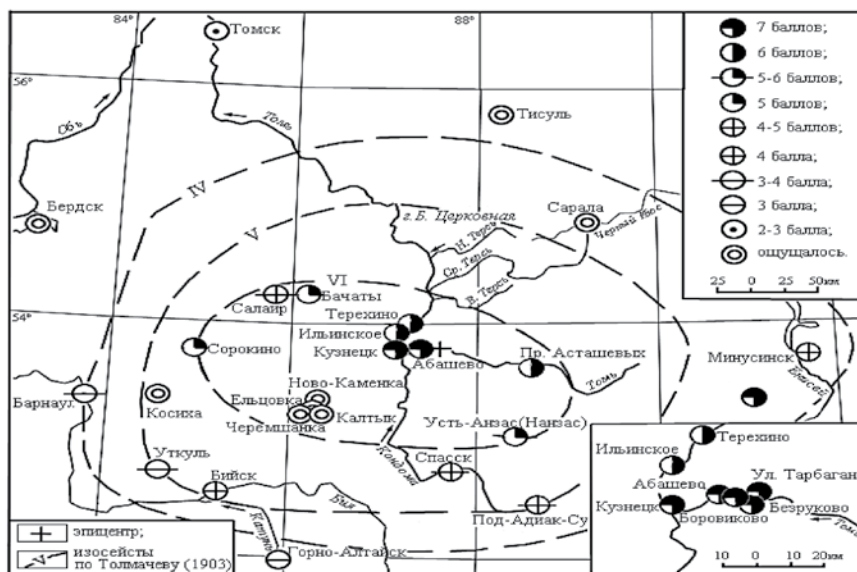 84°
88°
56°
54°
Томск
Обь
Томь
Тисуль
Бердск
IV
V
VI
г. Б. Церковная
Н. Терсь
Ср. Терсь
В. Терсь
Сарала
Черный Июс
Салаир
Бачаты
Терехино
Ильинское
Сорокино
Кузнецк
Абашево
Пр. Асташевых
Томь
Минусинск
Енисей
Барнаул
Косиха
Ново-Каменка
Ельцовка
Черемшанка
Калтык
Усть-Анзас(Нанзас)
Кондома
Уткуль
Бийск
Бия
Спасск
Под-Адиак-Су
Катунь
Горно-Алтайск
7 баллов;
6 баллов;
5-6 баллов;
5 баллов;
4-5 баллов;
4 балла;
3-4 балла;
3 балла;
2-3 балла;
ощущалось.
25 0 25 50км
эпицентр;
V
изосейсты
по Толмачеву (1903)
Терехино
Ильинское
Абашево
Ул. Тарбаган
Кузнецк
Боровиково
Безруково
Томь
10 0 10 20км